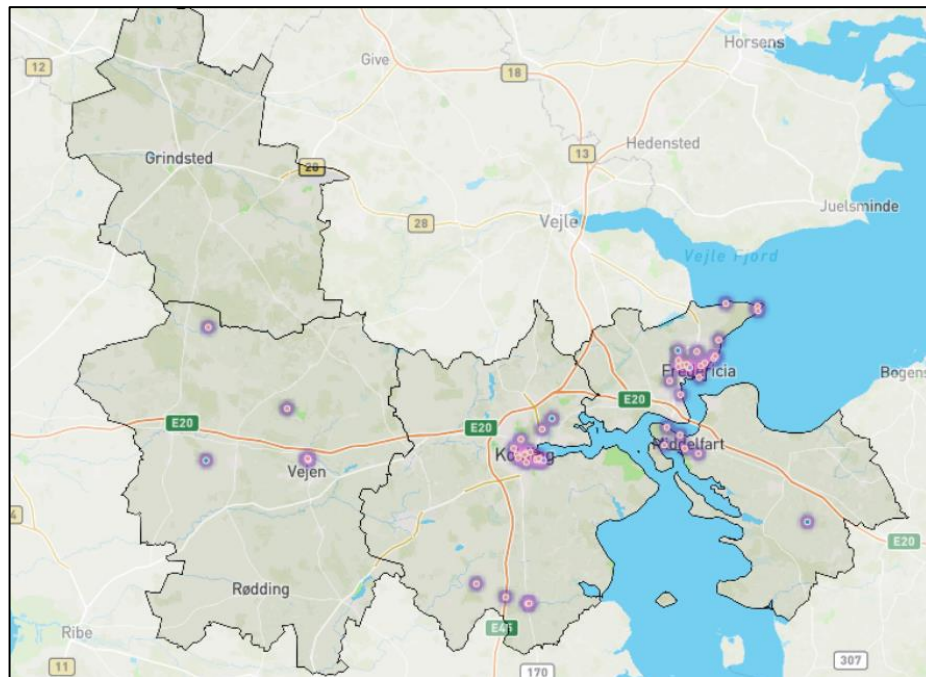 Horsens
Give
12
18
Hedensted
13
Grindsted
28
Juelsminde
28
Vejle
Vejle Fjord
Fredericia
Bogens
E20
E20
E20
Kolding
Middelfart
Vejen
4
E20
Rødding
E45
Ribe
11
170
307